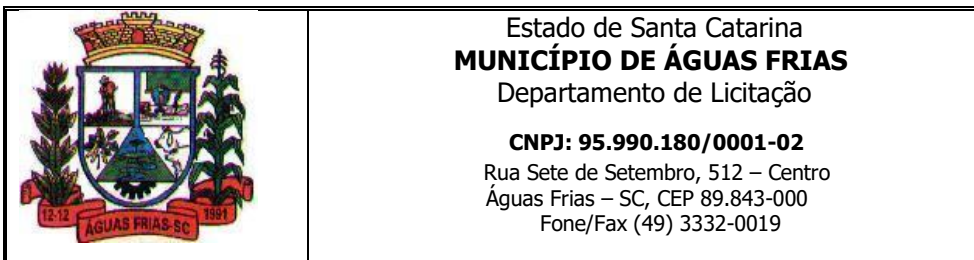 12-12
ÁGUAS FRIAS-SC
1991
Estado de Santa Catarina
MUNICÍPIO DE ÁGUAS FRIAS
Departamento de Licitação
CNPJ: 95.990.180/0001-02
Rua Sete de Setembro, 512 – Centro
Águas Frias – SC, CEP 89.843-000
Fone/Fax (49) 3332-0019